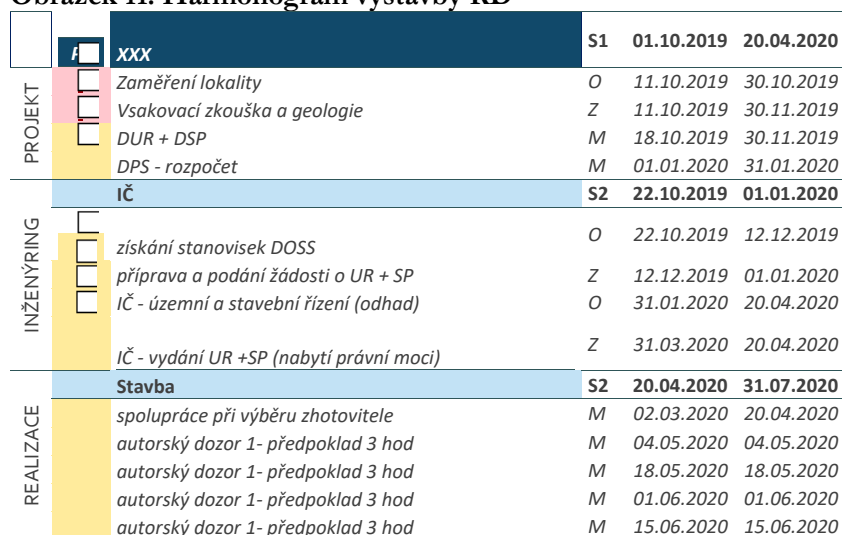 Obrázek 11: Harmonogram výstavby RD
XXX S1 01.10.2019 20.04.2020
PROJEKT
Zaměření lokality O 11.10.2019 30.10.2019
Vsakovací zkouška a geologie Z 11.10.2019 30.11.2019
DUR + DSP M 18.10.2019 30.11.2019
DPS - rozpočet M 01.01.2020 31.01.2020
IČ S2 22.10.2019 01.01.2020
INŽENÝRING
získání stanovisek DOSS O 22.10.2019 12.12.2019
příprava a podání žádosti o UR + SP Z 12.12.2019 01.01.2020
IČ - územní a stavební řízení (odhad) O 31.01.2020 20.04.2020
IČ - vydání UR +SP (nabytí právní moci) Z 31.03.2020 20.04.2020
Stavba S2 20.04.2020 31.07.2020
REALIZACE
spolupráce při výběru zhotovitele M 02.03.2020 20.04.2020
autorský dozor 1- předpoklad 3 hod M 04.05.2020 04.05.2020
autorský dozor 1- předpoklad 3 hod M 18.05.2020 18.05.2020
autorský dozor 1- předpoklad 3 hod M 01.06.2020 01.06.2020
autorský dozor 1- předpoklad 3 hod M 15.06.2020 15.06.2020